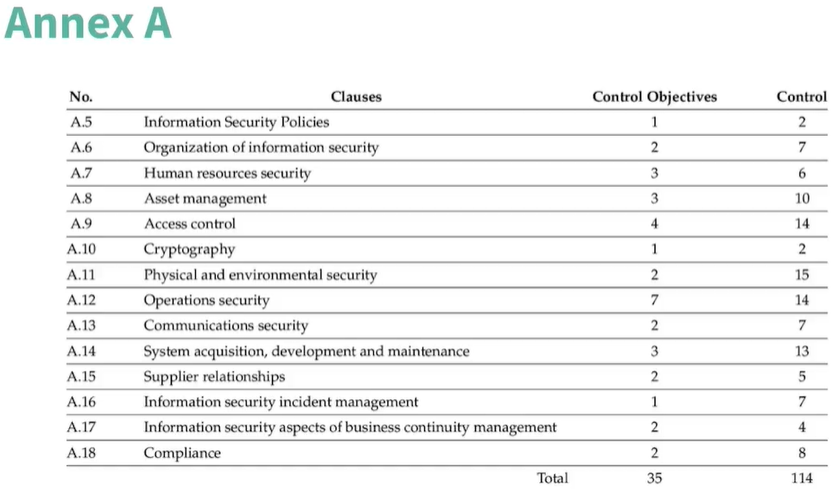 Annex A
No. Clauses Control Objectives Control
A.5 Information Security Policies 1 2
A.6 Organization of information security 2 7
A.7 Human resources security 3 6
A.8 Asset management 3 10
A.9 Access control 4 14
A.10 Cryptography 1 2
A.11 Physical and environmental security 2 15
A.12 Operations security 7 14
A.13 Communications security 2 7
A.14 System acquisition, development and maintenance 3 13
A.15 Supplier relationships 2 5
A.16 Information security incident management 1 7
A.17 Information security aspects of business continuity management 2 4
A.18 Compliance 2 8
Total 35 114